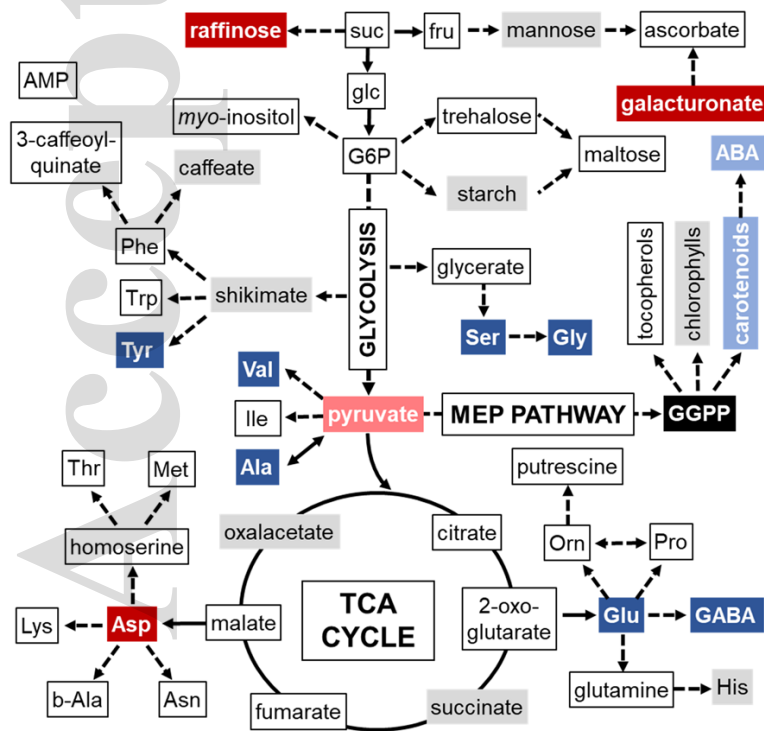 raffinose
suc
fru
mannose
ascorbate
AMP
glc
galacturonate
myo-inositol
trehalose
3-caffeoyl-
quinate
caffeate
G6P
maltose
ABA
starch
Phe
GLYCOLYSIS
glycerate
tocopherols
chlorophylls
carotenoids
Trp
shikimate
Tyr
Ser
Gly
Val
Ile
pyruvate
MEP PATHWAY
GGPP
Ala
Thr
Met
putrescine
oxalacetate
citrate
homoserine
Orn
Pro
Lys
Asp
malate
TCA
CYCLE
2-oxo-
glutarate
Glu
GABA
b-Ala
Asn
fumarate
succinate
glutamine
His
Accept